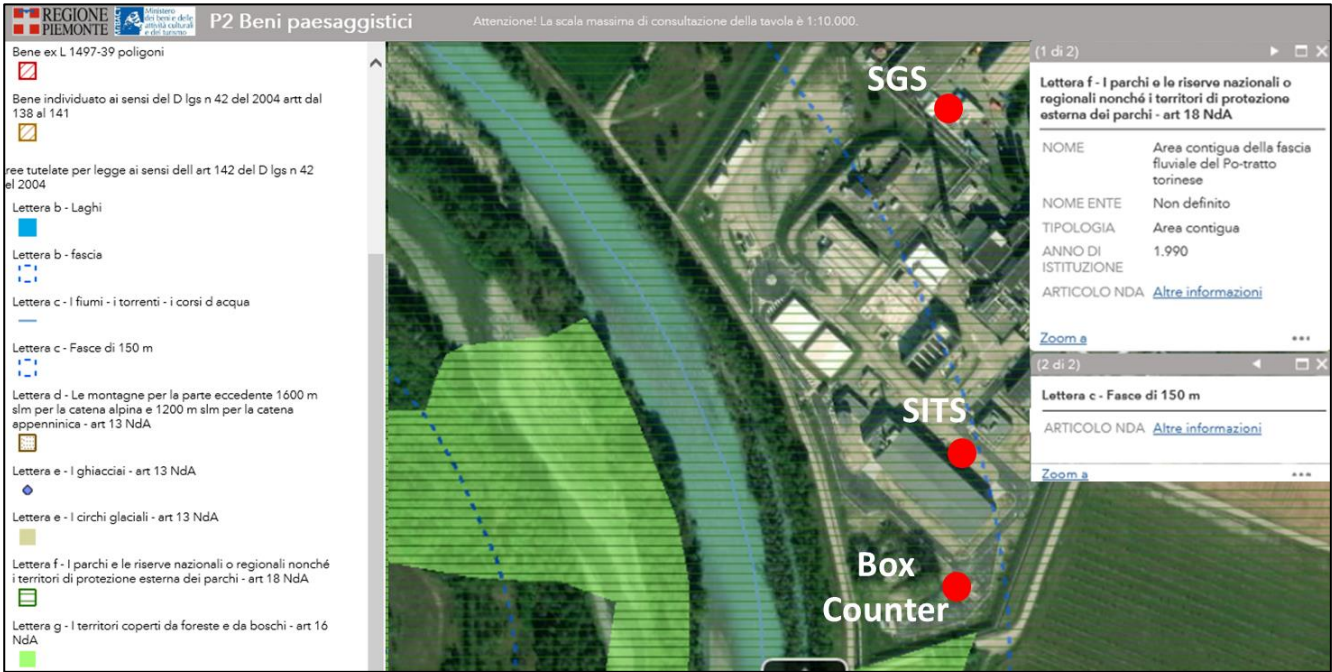 REGIONE
PIEMONTE
MiBACT
Ministero
dei beni e delle
attività culturali
e del turismo
P2 Beni paesaggistici
Attenzione! La scala massima di consultazione della tavola è 1:10.000.
Bene ex L 1497-39 poligoni
Bene individuato ai sensi del D lgs n 42 del 2004 artt dal
138 al 141
ree tutelate per legge ai sensi dell art 142 del D lgs n 42
el 2004
Lettera b - Laghi
Lettera b - fascia
Lettera c - I fiumi - i torrenti - i corsi d acqua
Lettera c - Fasce di 150 m
Lettera d - Le montagne per la parte eccedente 1600 m
slm per la catena alpina e 1200 m slm per la catena
appenninica - art 13 NdA
Lettera e - I ghiacciai - art 13 NdA
Lettera e - I circhi glaciali - art 13 NdA
Lettera f - I parchi e le riserve nazionali o regionali nonché
i territori di protezione esterna dei parchi - art 18 NdA
Lettera g - I territori coperti da foreste e da boschi - art 16
NdA
SGS
SITS
Box
Counter
(1 di 2)
Lettera f - I parchi e le riserve nazionali o
regionali nonché i territori di protezione
esterna dei parchi - art 18 NdA
NOME Area contigua della fascia
fluviale del Po-tratto
torinese
NOME ENTE Non definito
TIPOLOGIA Area contigua
ANNO DI 1.990
ISTITUZIONE
ARTICOLO NDA Altre informazioni
Zoom a
(2 di 2)
Lettera c - Fasce di 150 m
ARTICOLO NDA Altre informazioni
Zoom a